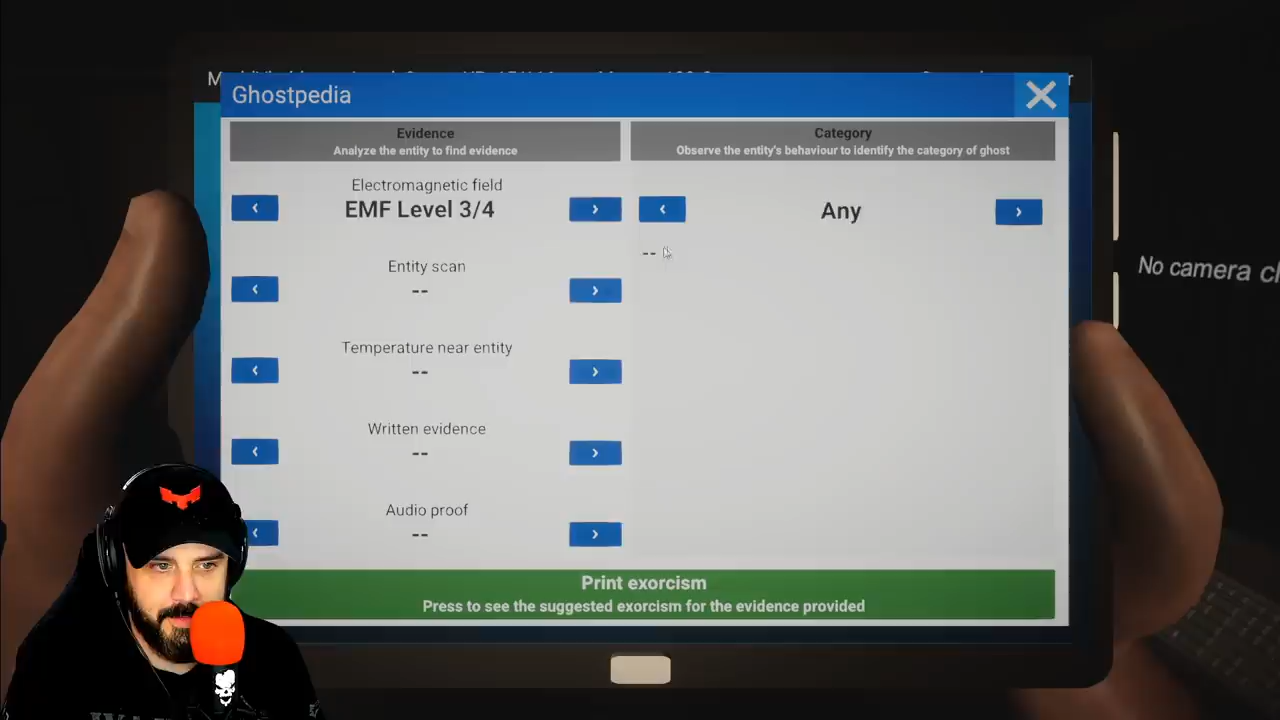 Ghostpedia
Evidence
Analyze the entity to find evidence
Category
Observe the entity's behaviour to identify the category of ghost
Electromagnetic field
EMF Level 3/4
Any
--
Entity scan
--
Temperature near entity
--
Written evidence
--
Audio proof
--
Print exorcism
Press to see the suggested exorcism for the evidence provided
No camera